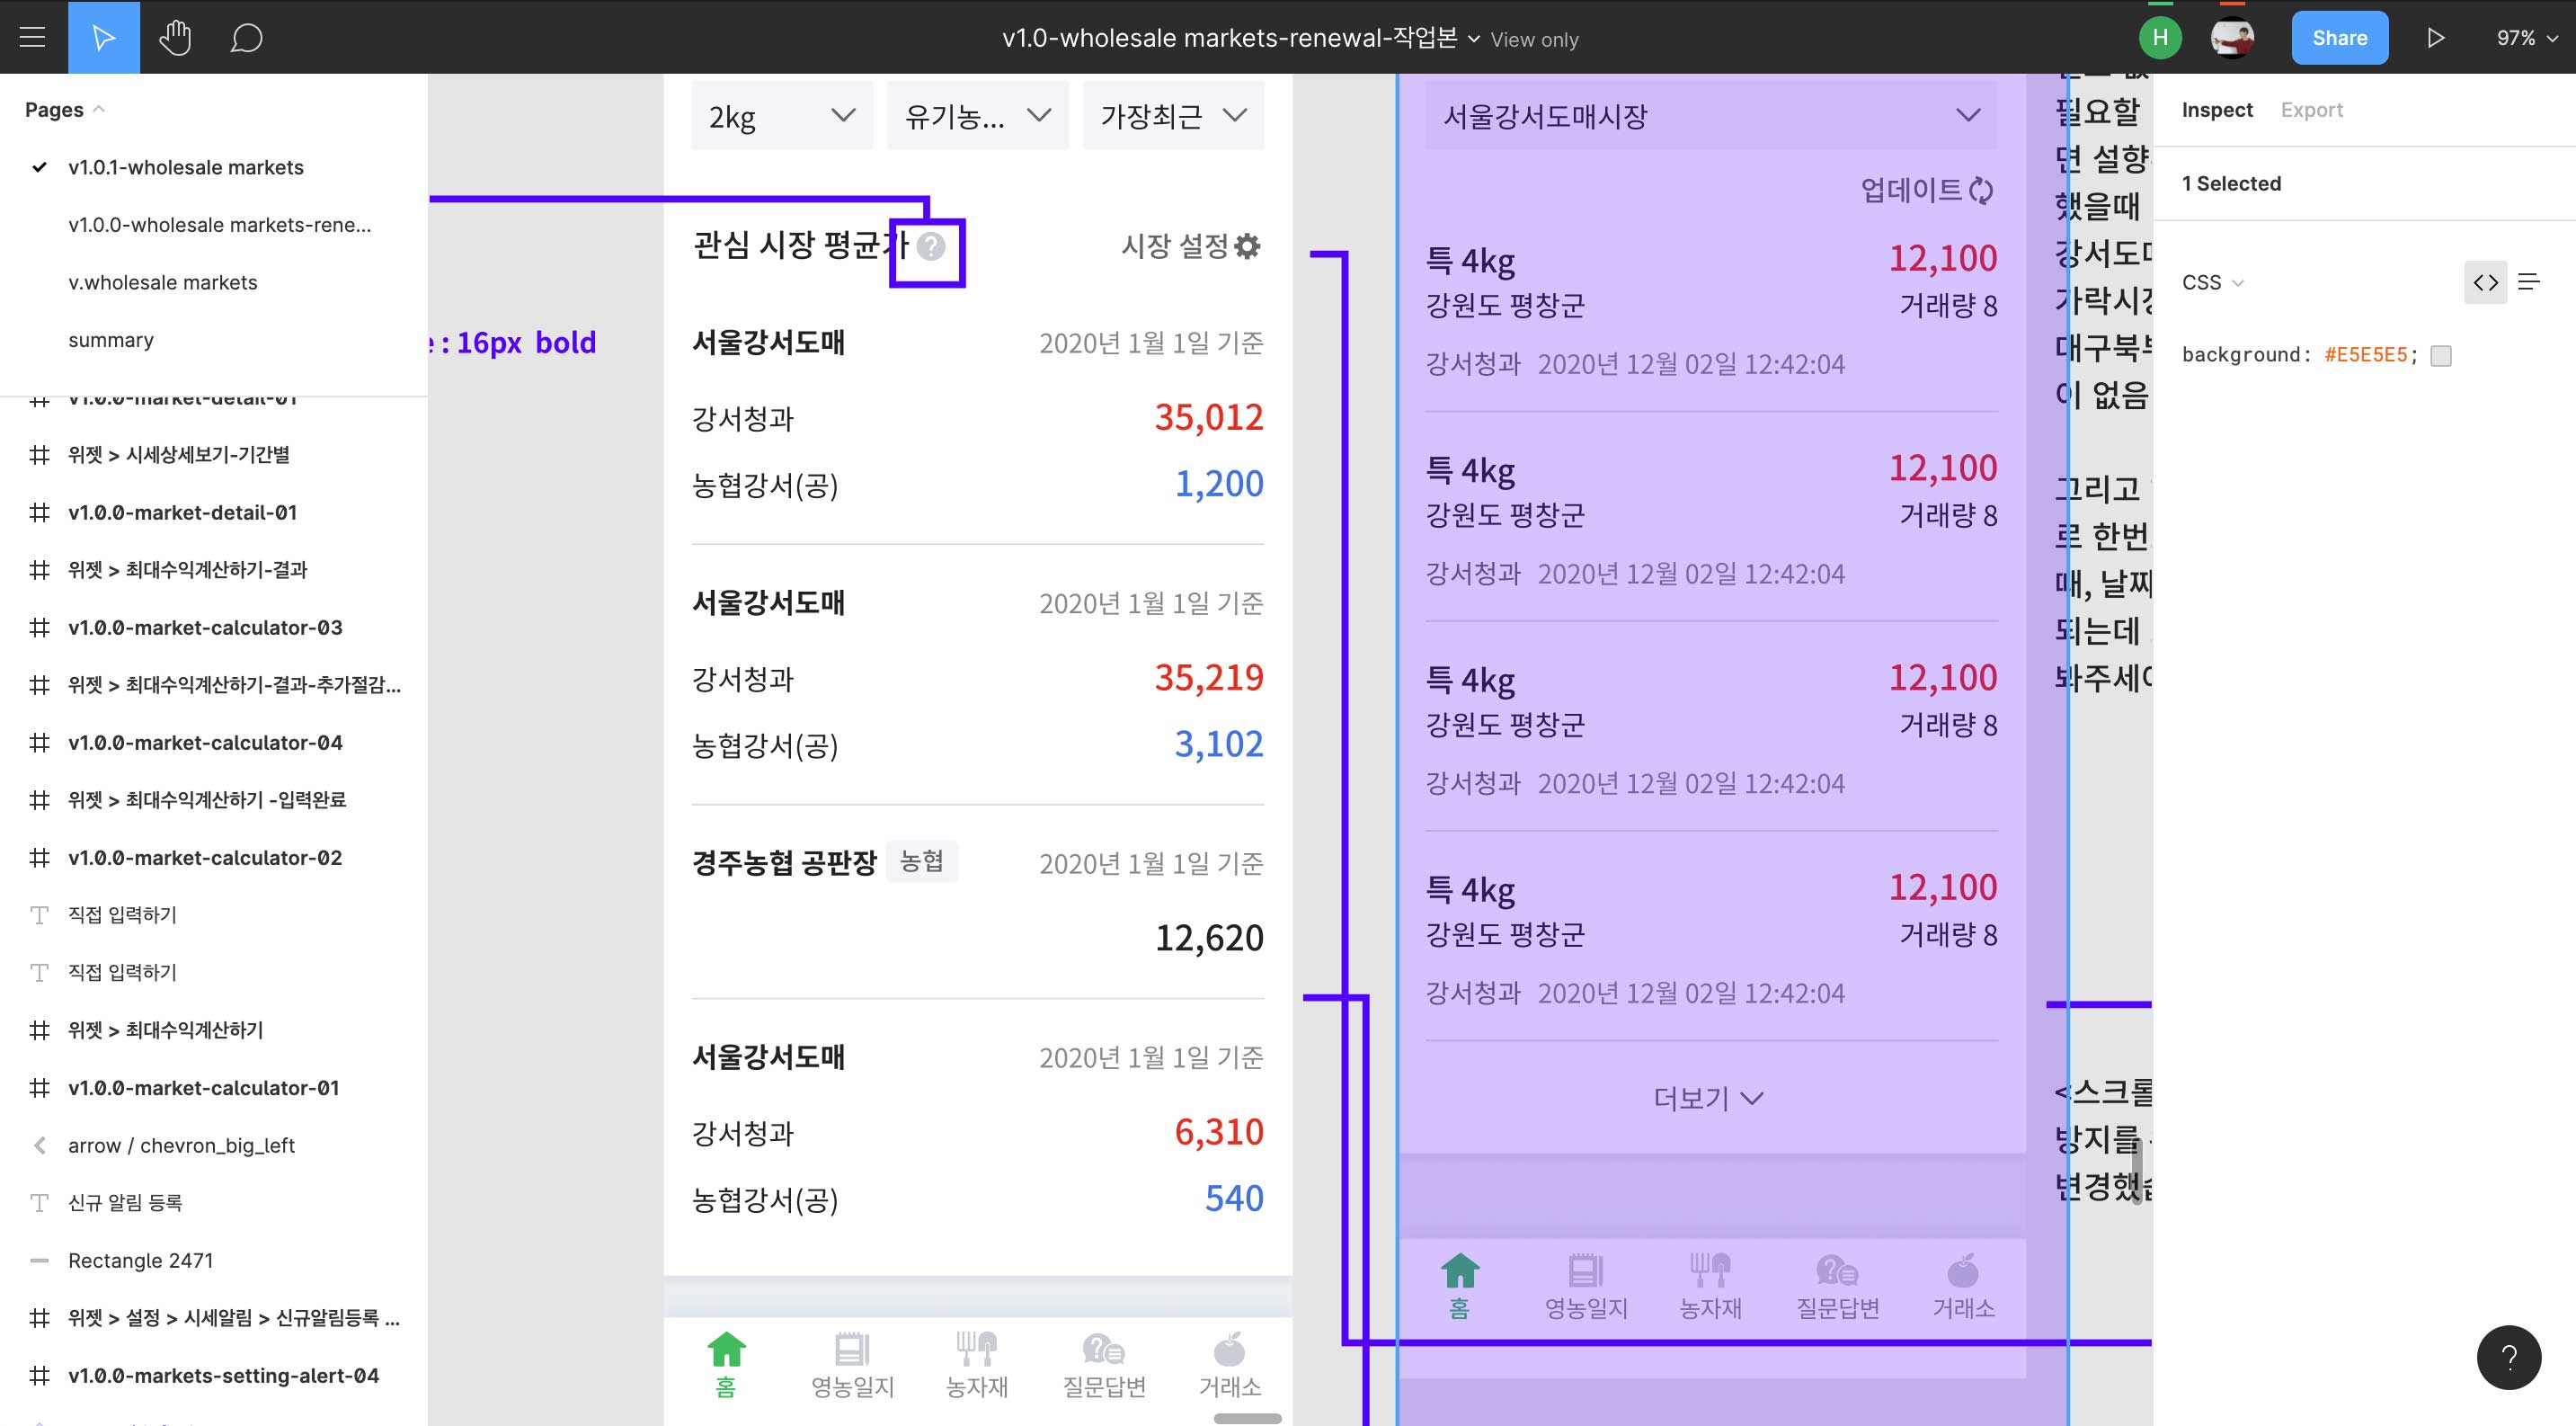 v1.0-wholesale markets-renewal-작업본
View only
H
Share
97%
Pages
v1.0.1-wholesale markets
v1.0.0-wholesale markets-rene...
v.wholesale markets
summary
v1.0.0-market-detail-01
위젯 > 시세상세보기-기간별
v1.0.0-market-detail-01
위젯 > 최대수익계산하기-결과
v1.0.0-market-calculator-03
위젯 > 최대수익계산하기-결과-추가절감...
v1.0.0-market-calculator-04
위젯 > 최대수익계산하기 -입력완료
v1.0.0-market-calculator-02
직접 입력하기
직접 입력하기
위젯 > 최대수익계산하기
v1.0.0-market-calculator-01
arrow / chevron_big_left
신규 알림 등록
Rectangle 2471
위젯 > 설정 > 시세알림 > 신규알림등록 ...
v1.0.0-markets-setting-alert-04
: 16px bold
2kg
유기농...
가장최근
관심 시장 평균가
?
시장 설정
서울강서도매
2020년 1월 1일 기준
강서청과
35,012
농협강서(공)
1,200
서울강서도매
2020년 1월 1일 기준
강서청과
35,219
농협강서(공)
3,102
경주농협 공판장
농협
2020년 1월 1일 기준
12,620
서울강서도매
2020년 1월 1일 기준
강서청과
6,310
농협강서(공)
540
홈
영농일지
농자재
질문답변
거래소
서울강서도매시장
업데이트
특 4kg
12,100
강원도 평창군
거래량 8
강서청과 2020년 12월 02일 12:42:04
특 4kg
12,100
강원도 평창군
거래량 8
강서청과 2020년 12월 02일 12:42:04
특 4kg
12,100
강원도 평창군
거래량 8
강서청과 2020년 12월 02일 12:42:04
특 4kg
12,100
강원도 평창군
거래량 8
강서청과 2020년 12월 02일 12:42:04
더보기
홈
영농일지
농자재
질문답변
거래소
필요할
면 설향
했을때
강서도
가락시
대구북
이 없음
그리고
로 한번
때, 날짜
되는데
봐주세
<스크롤
방지를
변경했
Inspect
Export
1 Selected
CSS
background: #E5E5E5;
?